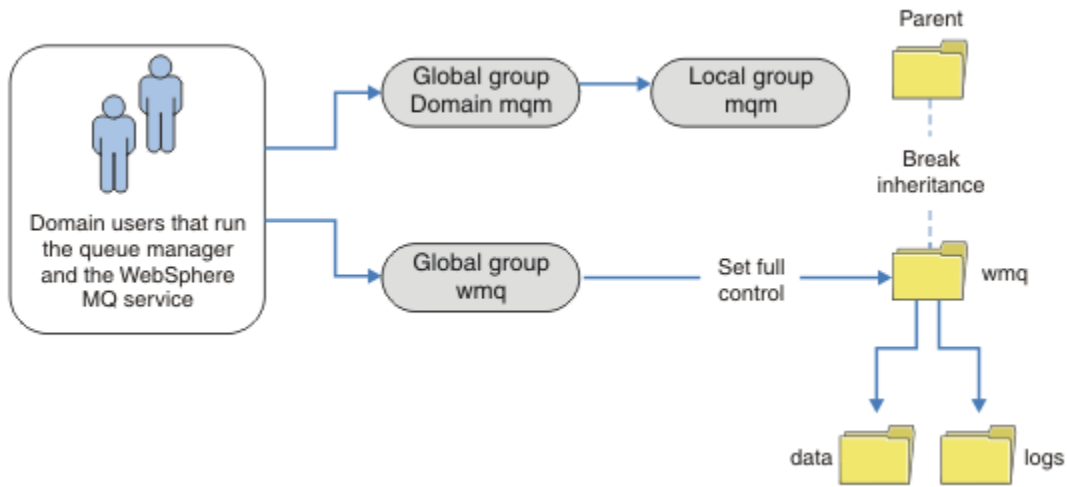 Parent
Global group
Domain mqm
Local group
mqm
Break
inheritance
Domain users that run
the queue manager
and the WebSphere
MQ service
Global group
wmq
Set full
control
wmq
data
logs